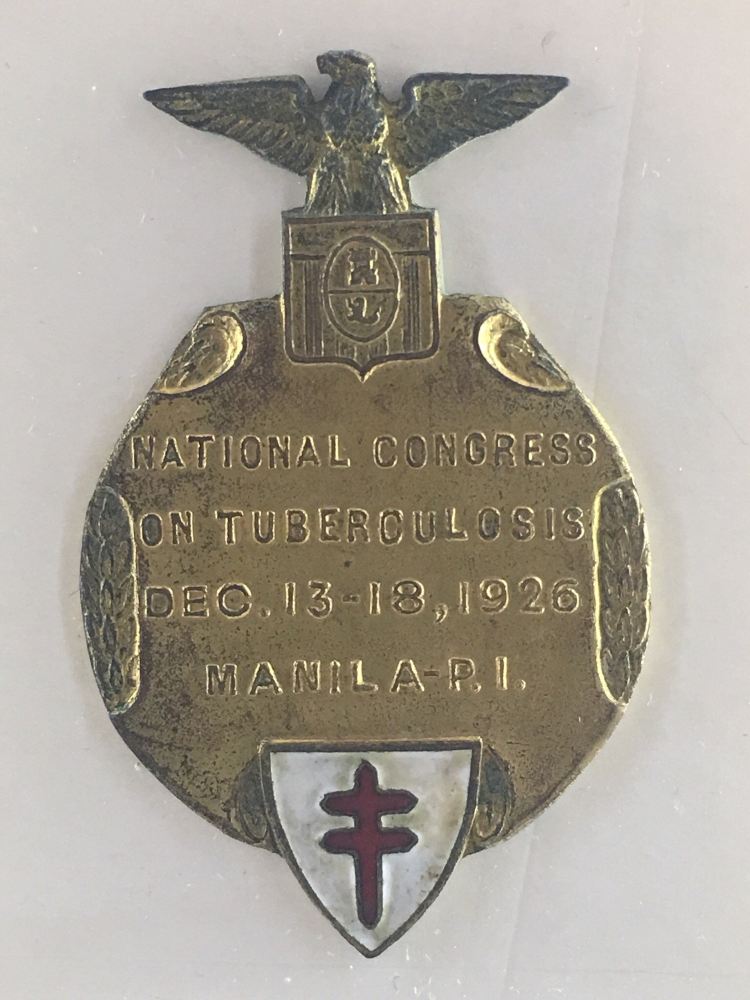 NATIONAL CONGRESS
ON TUBERCULOSIS
DEC. 13-18, 1926
MANILA-P.I.